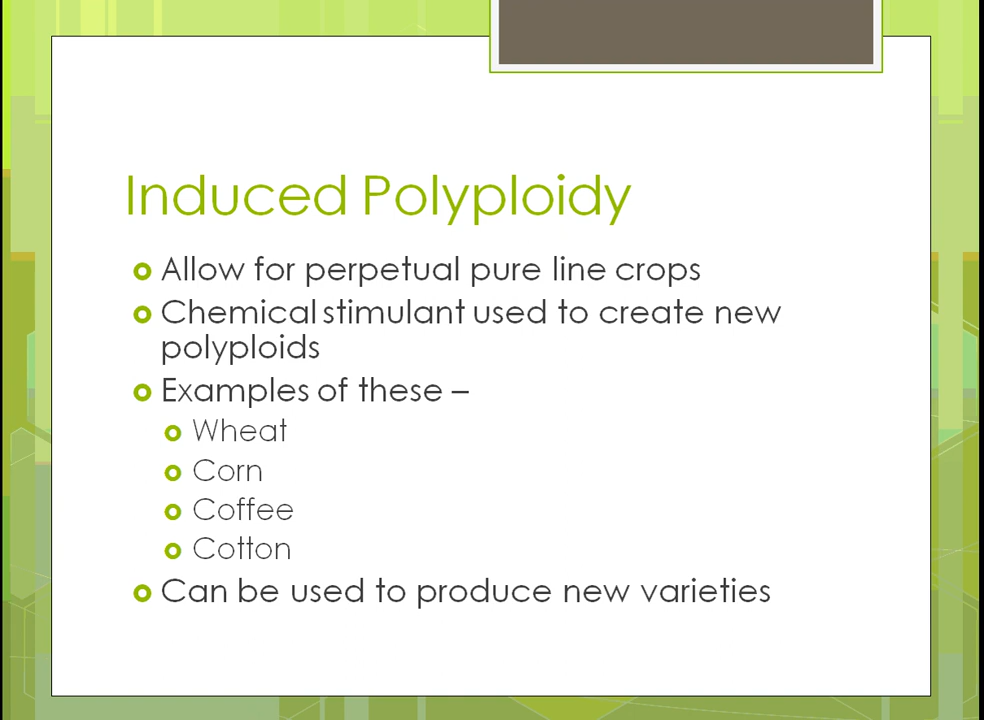 Induced Polyploidy
Allow for perpetual pure line crops
Chemical stimulant used to create new
polyploids
Examples of these –
Wheat
Corn
Coffee
Cotton
Can be used to produce new varieties